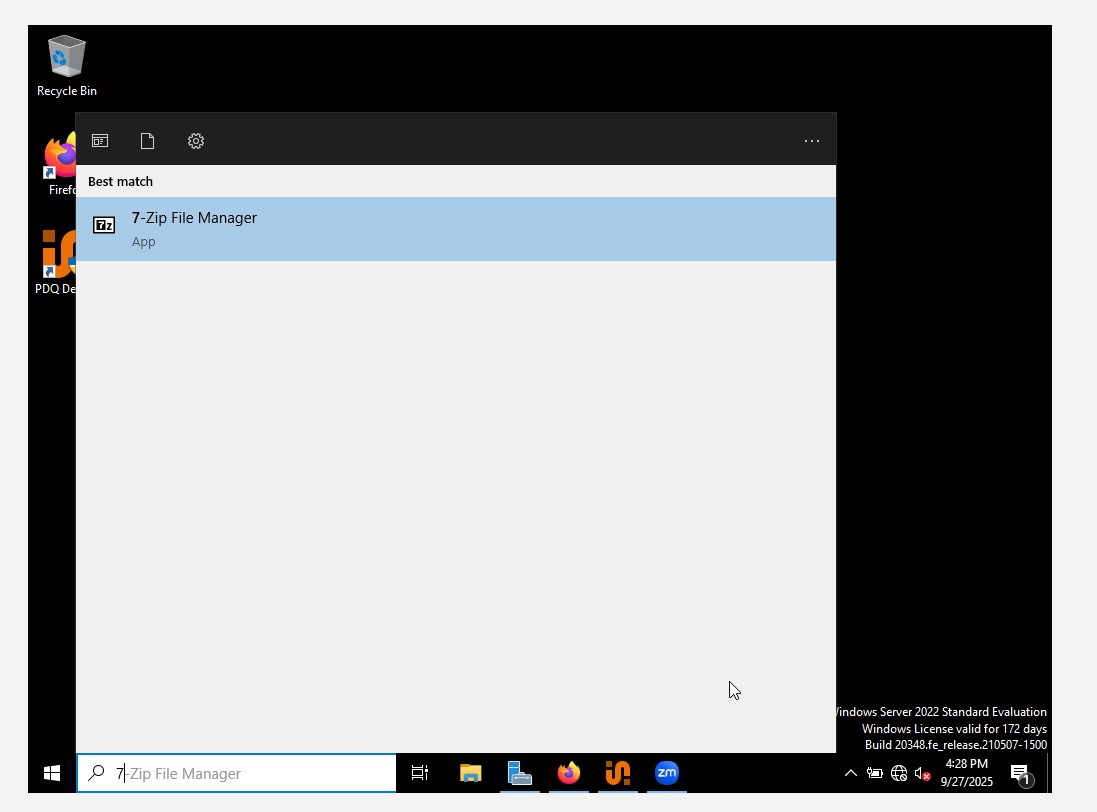 Recycle Bin
Firefo
PDQ De
Best match
7z
7-Zip File Manager
App
Windows Server 2022 Standard Evaluation
Windows License valid for 172 days
Build 20348.fe_release.210507-1500
7-Zip File Manager
zm
4:28 PM
9/27/2025
1